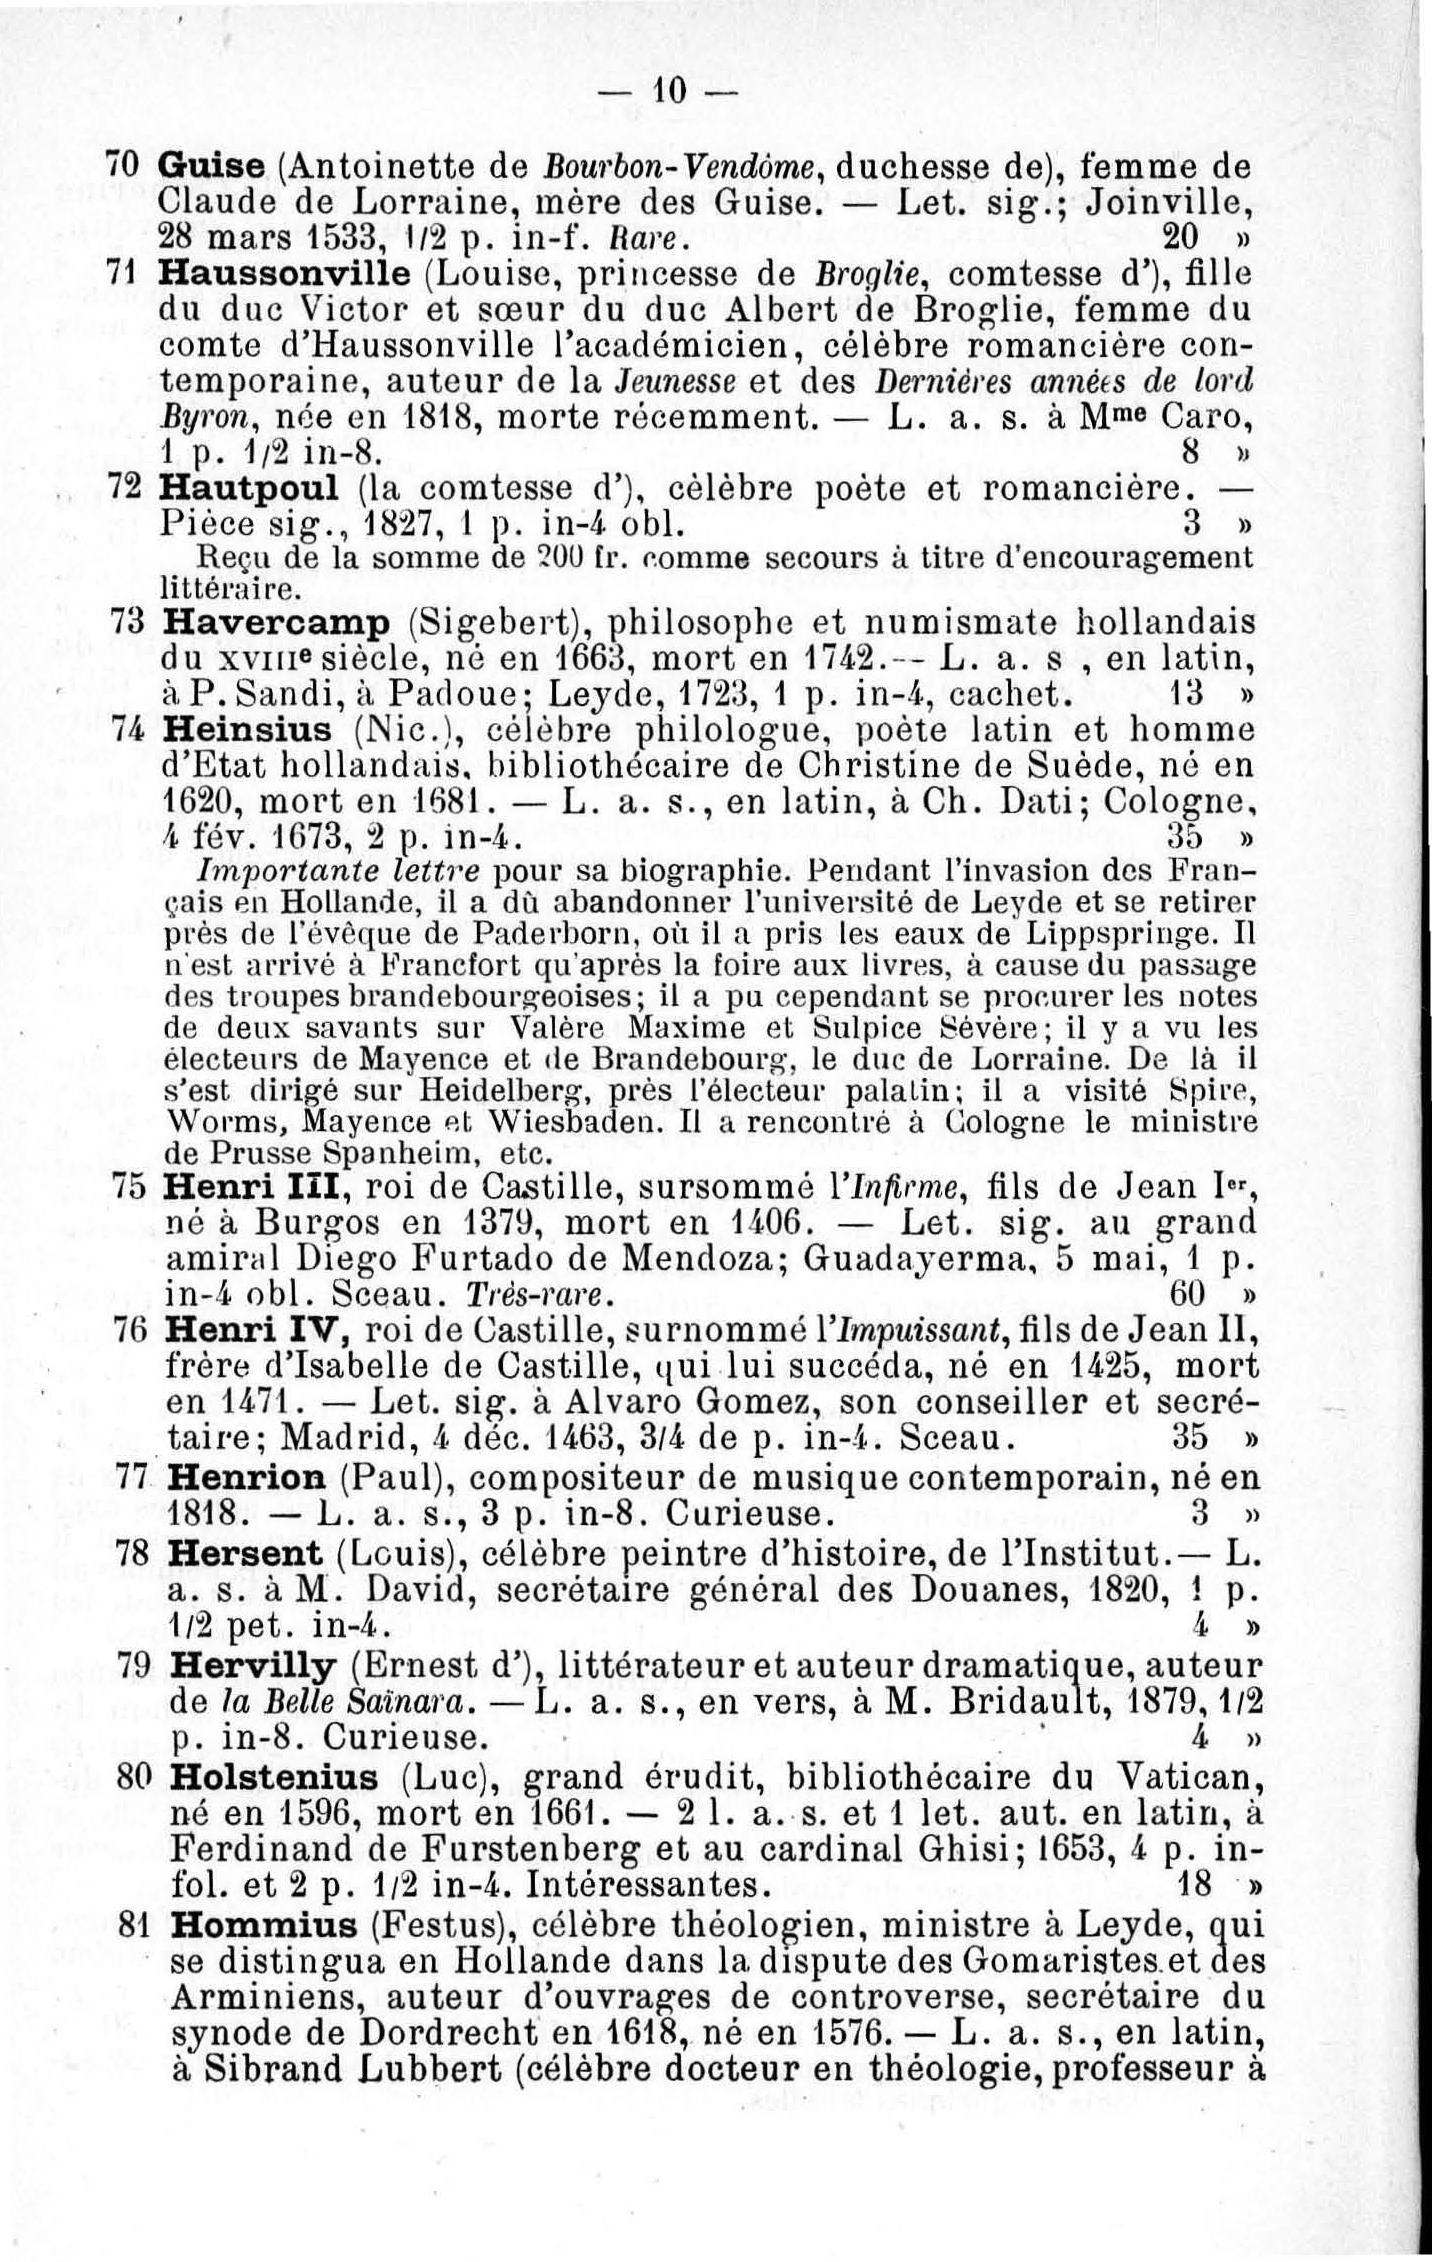 — 10 —
70 Guise (Antoinette de Bourbon-Vendôme, duchesse de), femme de
Claude de Lorraine, mère des Guise. — Let. sig.; Joinville,
28 mars 1533, 1/2 p. in-f. Rare. 20 »
71 Haussonville (Louise, princesse de Broglie, comtesse d'), fille
du duc Victor et sœur du duc Albert de Broglie, femme du
comte d'Haussonville l'académicien, célèbre romancière con-
temporaine, auteur de la Jeunesse et des Dernières années de lord
Byron, née en 1818, morte récemment. — L. a. s. à Mme Caro,
1 p. 1/2 in-8. 8 »
72 Hautpoul (la comtesse d'), cèlèbre poète et romancière. —
Pièce sig., 1827, 1 p. in-4 obl. 3 »
Reçu de la somme de 200 fr. comme secours à titre d'encouragement
littéraire.
73 Havercamp (Sigebert), philosophe et numismate hollandais
du XVIIIe siècle, né en 1663, mort en 1742.-- L. a. s , en latin,
à P. Sandi, à Padoue; Leyde, 1723, 1 p. in-4, cachet. 13 »
74 Heinsius (Nic.), célèbre philologue, poète latin et homme
d'Etat hollandais, bibliothécaire de Christine de Suède, né en
1620, mort en 1681. — L. a. s., en latin, à Ch. Dati; Cologne,
4 fév. 1673, 2 p. in-4. 35 »
Importante lettre pour sa biographie. Pendant l'invasion des Fran-
çais en Hollande, il a dû abandonner l'université de Leyde et se retirer
près de l'évêque de Paderborn, où il a pris les eaux de Lippspringe. Il
n'est arrivé à Francfort qu'après la foire aux livres, à cause du passage
des troupes brandebourgeoises; il a pu cependant se procurer les notes
de deux savants sur Valère Maxime et Sulpice Sévère; il y a vu les
électeurs de Mayence et de Brandebourg, le duc de Lorraine. De là il
s'est dirigé sur Heidelberg, près l'électeur palatin; il a visité Spire,
Worms, Mayence et Wiesbaden. Il a rencontré à Cologne le ministre
de Prusse Spanheim, etc.
75 Henri III, roi de Castille, sursommé l'Infirme, fils de Jean Ier,
né à Burgos en 1379, mort en 1406. — Let. sig. au grand
amiral Diego Furtado de Mendoza; Guadayerma, 5 mai, 1 p.
in-4 obl. Sceau. Très-rare. 60 »
76 Henri IV, roi de Castille, surnommé l'Impuissant, fils de Jean II,
frère d'Isabelle de Castille, qui lui succéda, né en 1425, mort
en 1471. — Let. sig. à Alvaro Gomez, son conseiller et secré-
taire; Madrid, 4 déc. 1463, 3/4 de p. in-4. Sceau. 35 »
77 Henrion (Paul), compositeur de musique contemporain, né en
1818. — L. a. s., 3 p. in-8. Curieuse. 3 »
78 Hersent (Louis), célèbre peintre d'histoire, de l'Institut.— L.
a. s. à M. David, secrétaire général des Douanes, 1820, 1 p.
1/2 pet. in-4. 4 »
79 Hervilly (Ernest d'), littérateur et auteur dramatique, auteur
de la Belle Saïnara. — L. a. s., en vers, à M. Bridault, 1879, 1/2
p. in-8. Curieuse. 4 »
80 Holstenius (Luc), grand érudit, bibliothécaire du Vatican,
né en 1596, mort en 1661. — 2 l. a. s. et 1 let. aut. en latin, à
Ferdinand de Furstenberg et au cardinal Ghisi; 1653, 4 p. in-
fol. et 2 p. 1/2 in-4. Intéressantes. 18 »
81 Hommius (Festus), célèbre théologien, ministre à Leyde, qui
se distingua en Hollande dans la dispute des Gomaristes et des
Arminiens, auteur d'ouvrages de controverse, secrétaire du
synode de Dordrecht en 1618, né en 1576. — L. a. s., en latin,
à Sibrand Lubbert (célèbre docteur en théologie, professeur à